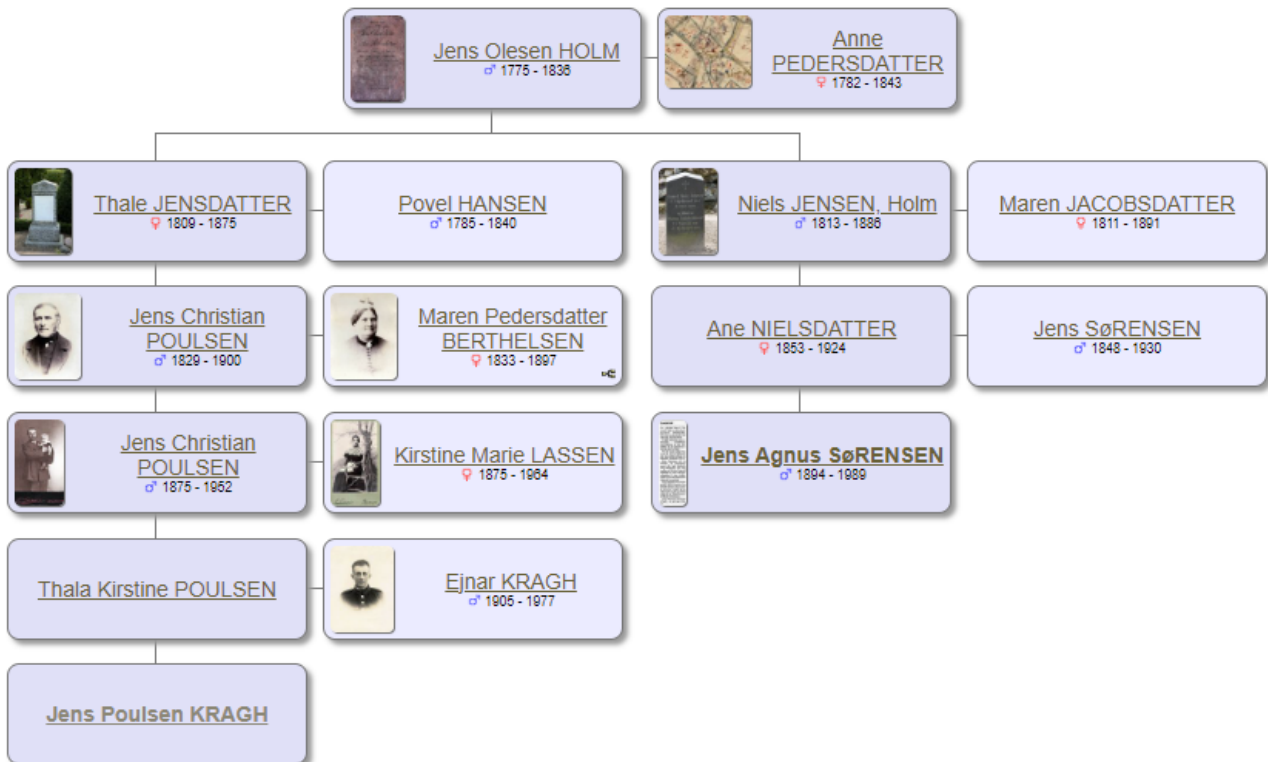 Jens Olesen HOLM
♂ 1775 - 1836
Anne
PEDERSDATTER
♀ 1782 - 1843
Thale JENSDATTER
♀ 1809 - 1875
Povel HANSEN
♂ 1785 - 1840
Niels JENSEN, Holm
♂ 1813 - 1886
Maren JACOBSDATTER
♀ 1811 - 1891
Jens Christian
POULSEN
♂ 1829 - 1900
Maren Pedersdatter
BERTHELSEN
♀ 1833 - 1897
Ane NIELSDATTER
♀ 1853 - 1924
Jens SøRENSEN
♂ 1848 - 1930
Jens Christian
POULSEN
♂ 1875 - 1952
Kirstine Marie LASSEN
♀ 1875 - 1964
Jens Agnus SøRENSEN
♂ 1894 - 1989
Thala Kirstine POULSEN
Ejnar KRAGH
♂ 1905 - 1977
Jens Poulsen KRAGH